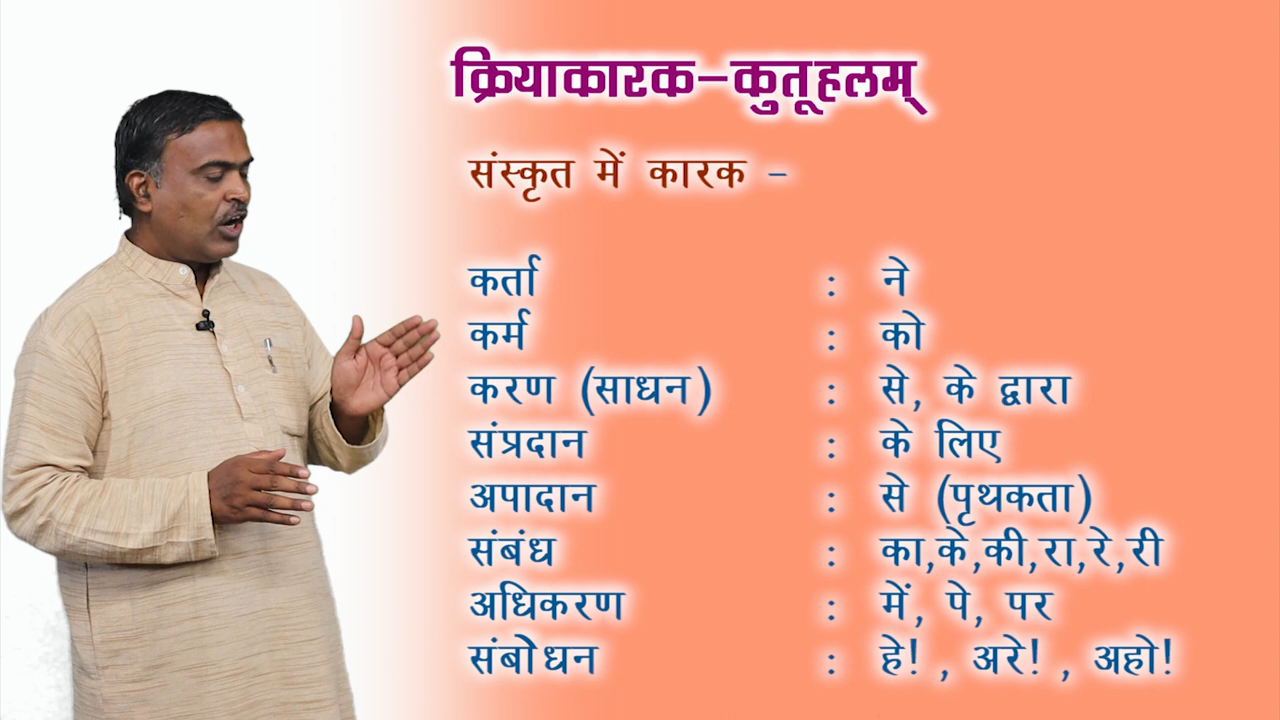 क्रियाकारक-कुतूहलम्
संस्कृत में कारक -
कर्ता : ने
कर्म : को
करण (साधन) : से, के द्वारा
संप्रदान : के लिए
अपादान : से (पृथकता)
संबंध : का,के,की,रा,रे,री
अधिकरण : में, पे, पर
संबोधन : हे! , अरे! , अहो!